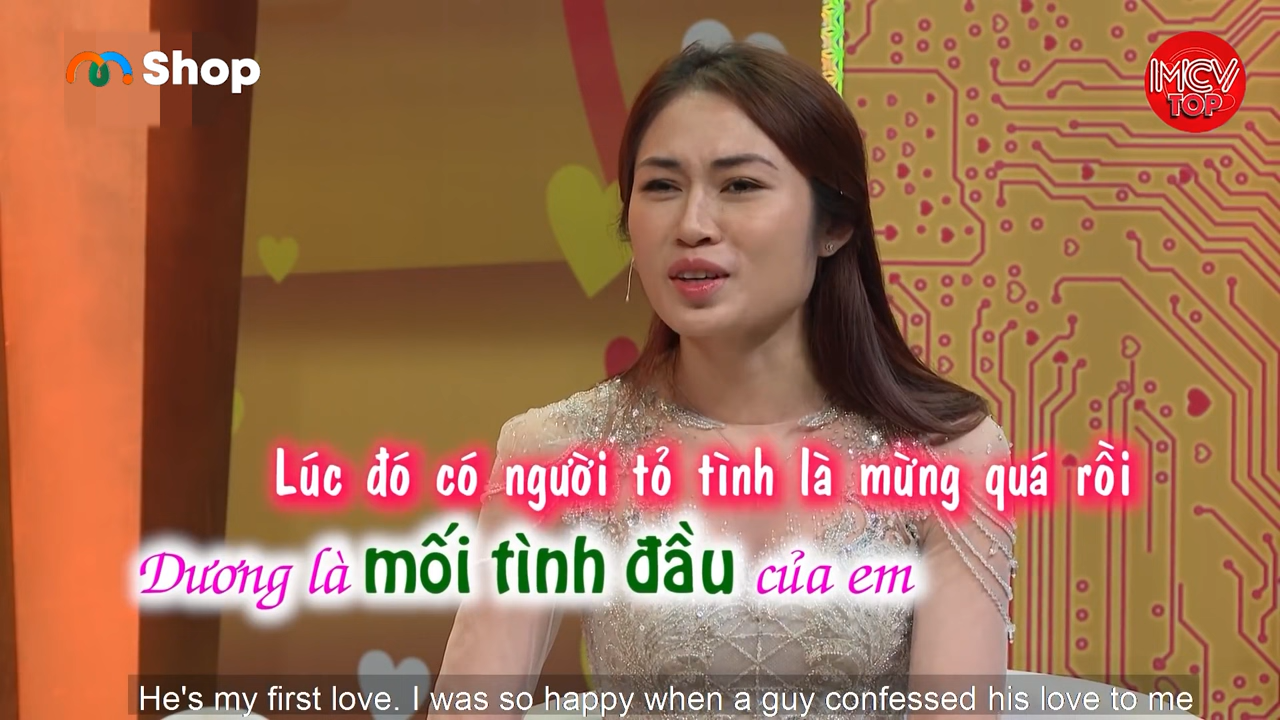 Shop
MCV
TOP
Lúc đó có người tỏ tình là mừng quá rồi
Dương là mối tình đầu của em
He's my first love. I was so happy when a guy confessed his love to me